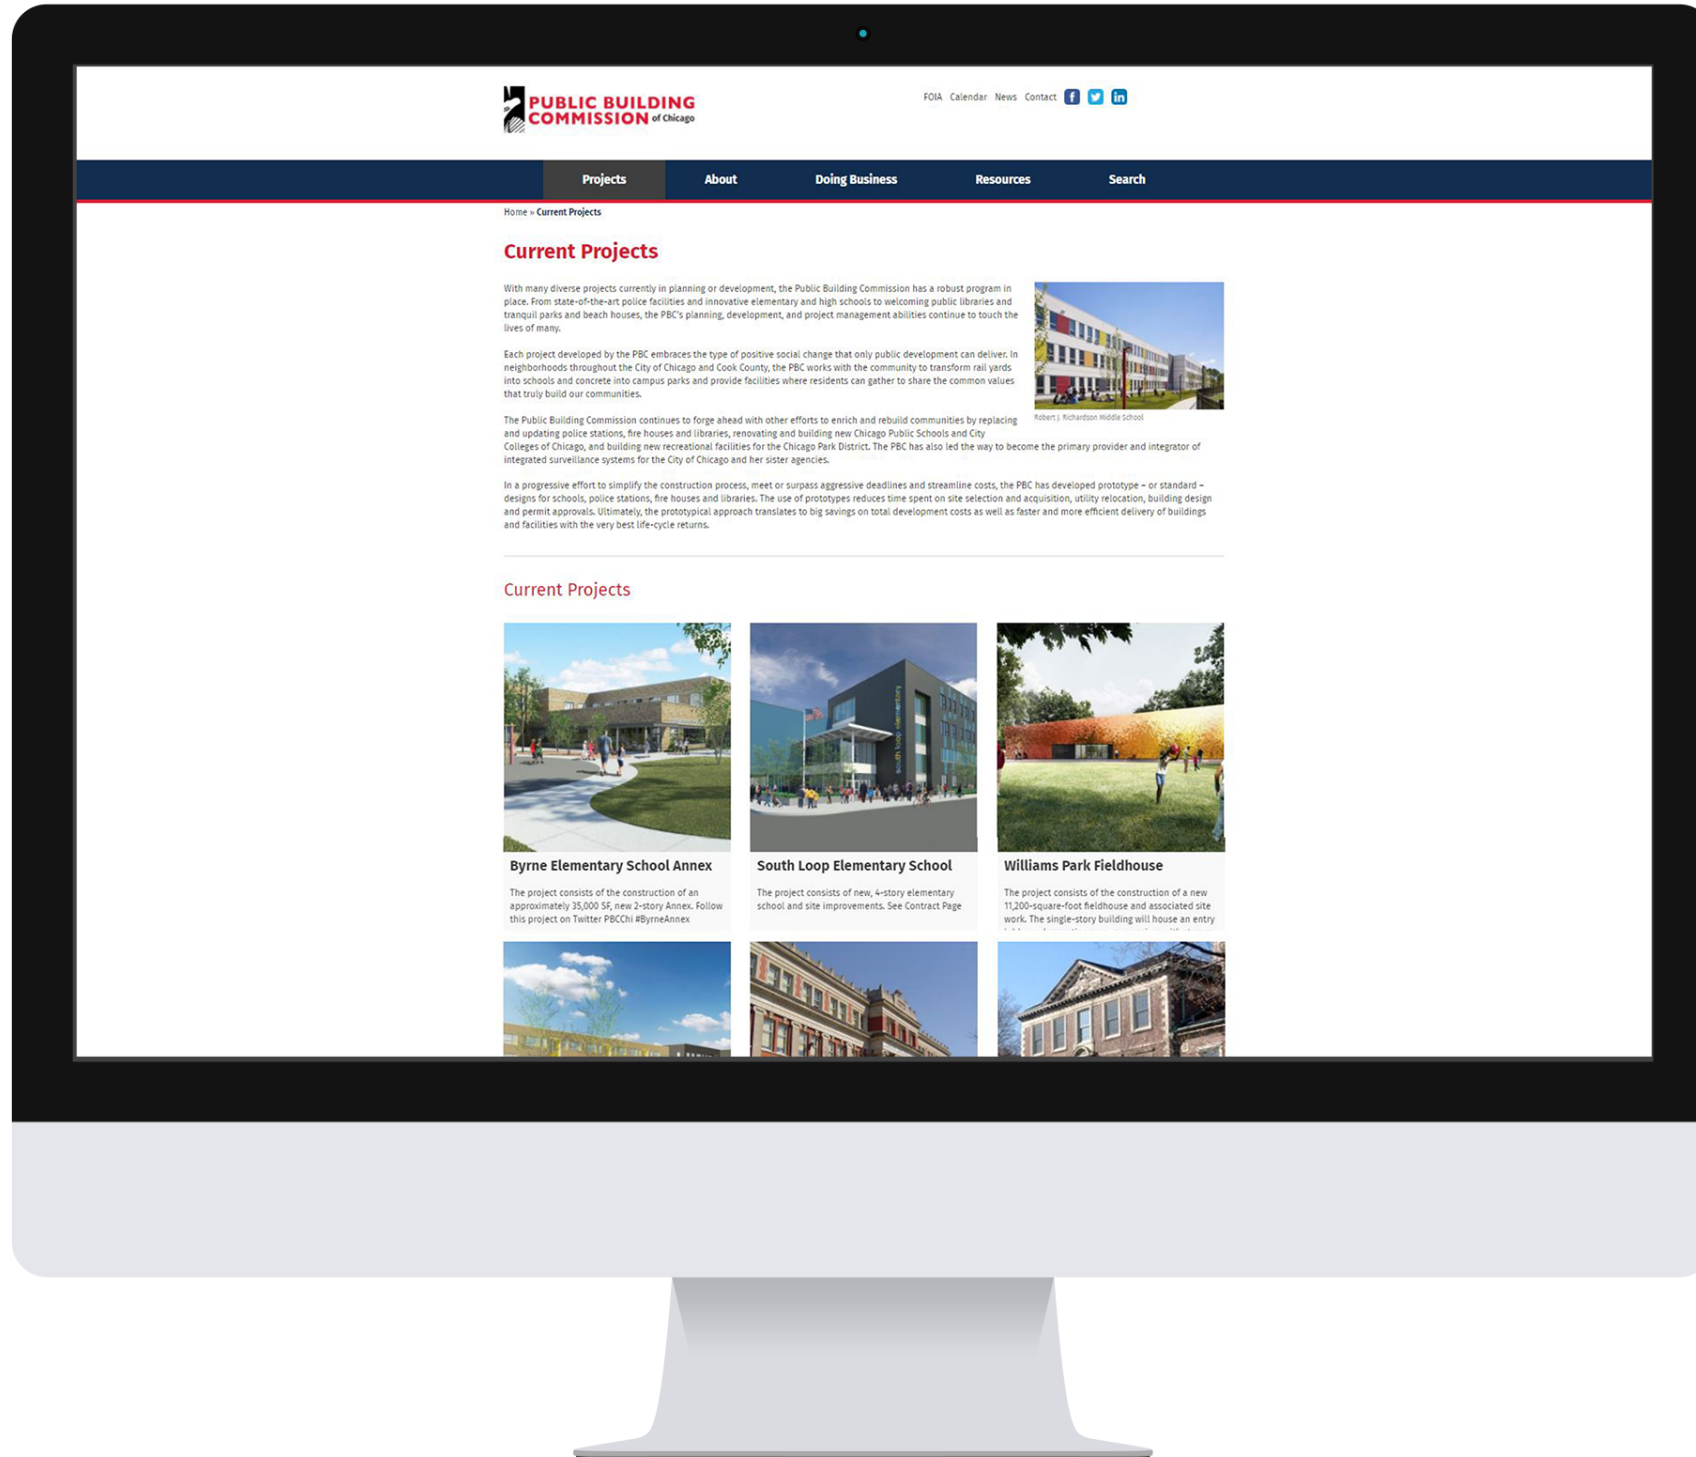 PUBLIC BUILDING
COMMISSION of Chicago
FOIA Calendar News Contact
Projects About Doing Business Resources Search
Home » Current Projects
Current Projects
With many diverse projects currently in planning or development, the Public Building Commission has a robust program in
place. From state-of-the-art police facilities and innovative elementary and high schools to welcoming public libraries and
tranquil parks and beach houses, the PBC's planning, development, and project management abilities continue to touch the
lives of many.
Each project developed by the PBC embraces the type of positive social change that only public development can deliver. In
neighborhoods throughout the City of Chicago and Cook County, the PBC works with the community to transform rail yards
into schools and concrete into campus parks and provide facilities where residents can gather to share the common values
that truly build our communities.
Robert J. Richardson Middle School
The Public Building Commission continues to forge ahead with other efforts to enrich and rebuild communities by replacing
and updating police stations, fire houses and libraries, renovating and building new Chicago Public Schools and City
Colleges of Chicago, and building new recreational facilities for the Chicago Park District. The PBC has also led the way to become the primary provider and integrator of
integrated surveillance systems for the City of Chicago and her sister agencies.
In a progressive effort to simplify the construction process, meet or surpass aggressive deadlines and streamline costs, the PBC has developed prototype – or standard –
designs for schools, police stations, fire houses and libraries. The use of prototypes reduces time spent on site selection and acquisition, utility relocation, building design
and permit approvals. Ultimately, the prototypical approach translates to big savings on total development costs as well as faster and more efficient delivery of buildings
and facilities with the very best life-cycle returns.
Current Projects
south loop elementary
Byrne Elementary School Annex
The project consists of the construction of an
approximately 35,000 SF, new 2-story Annex. Follow
this project on Twitter PBCChi #ByrneAnnex
South Loop Elementary School
The project consists of new, 4-story elementary
school and site improvements. See Contract Page
Williams Park Fieldhouse
The project consists of the construction of a new
11,200-square-foot fieldhouse and associated site
work. The single-story building will house an entry